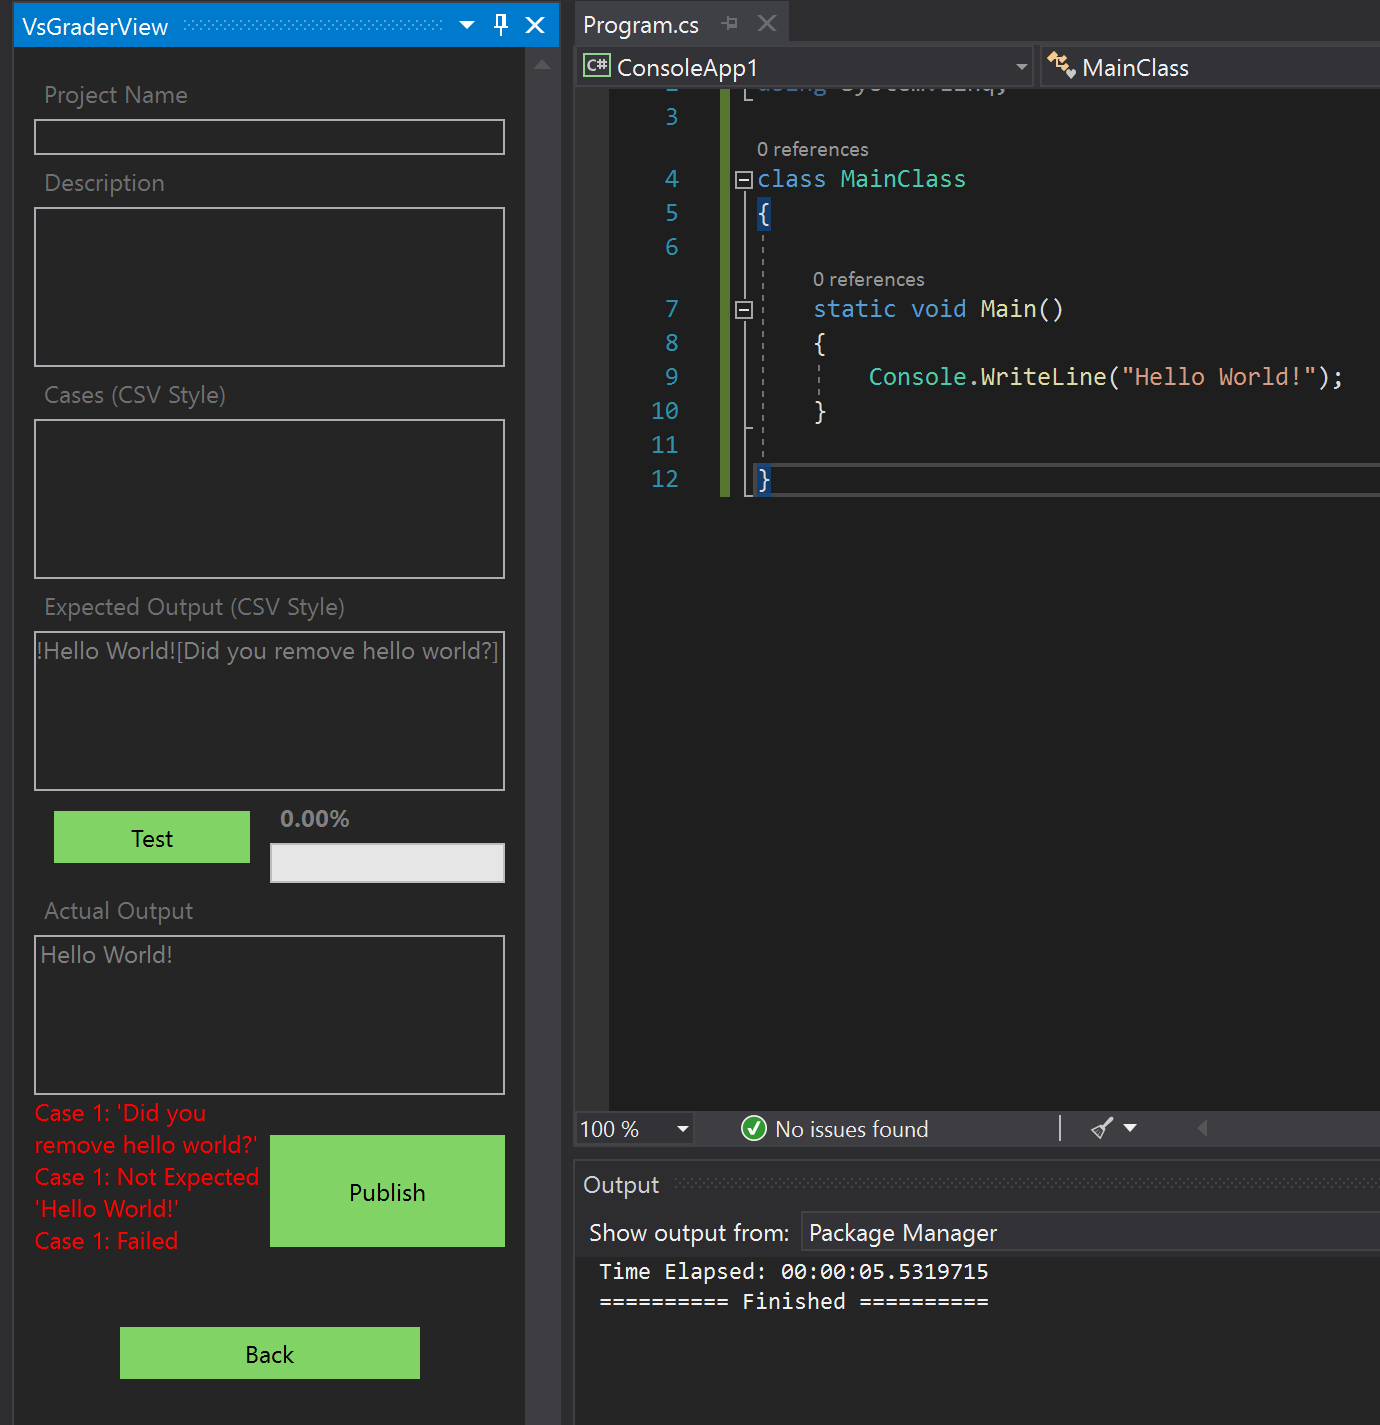 VsGraderView
Project Name
Description
Cases (CSV Style)
Expected Output (CSV Style)
!Hello World![Did you remove hello world?]
Test
0.00%
Actual Output
Hello World!
Case 1: 'Did you
remove hello world?'
Case 1: Not Expected
'Hello World!'
Case 1: Failed
Publish
Back
Program.cs
C# ConsoleApp1
MainClass
3
0 references
4 class MainClass
5 {
6
0 references
7 static void Main()
8 {
9 Console.WriteLine("Hello World!");
10 }
11
12 }
100 %
No issues found
Output
Show output from: Package Manager
Time Elapsed: 00:00:05.5319715
========== Finished ==========